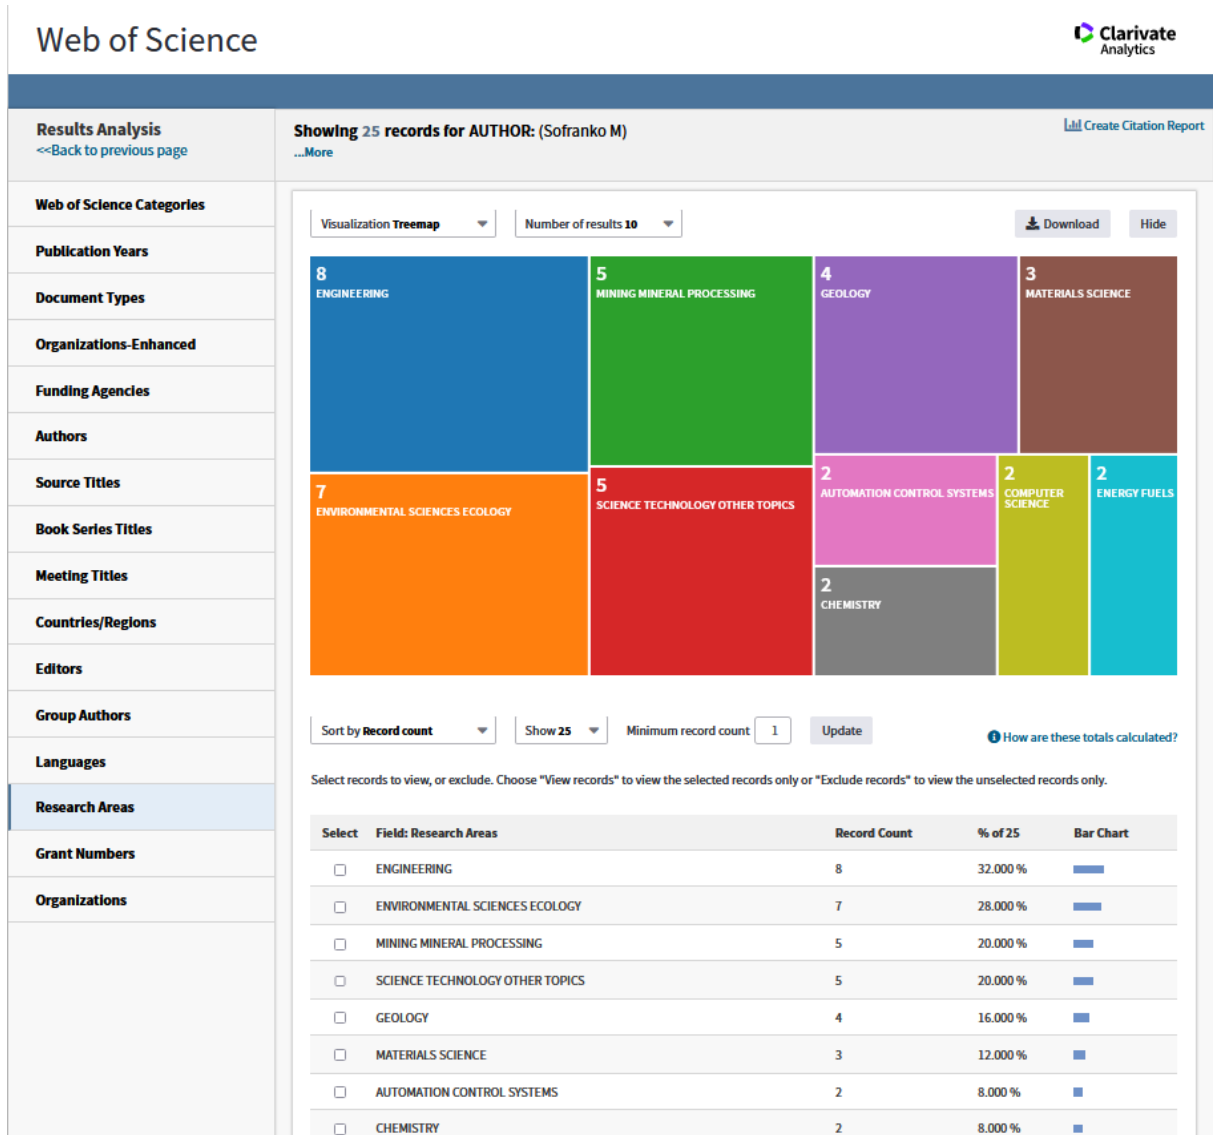 Web of Science
Clarivate
Analytics
Results Analysis
<<Back to previous page
Showing 25 records for AUTHOR: (Sofranko M)
...More
Create Citation Report
Web of Science Categories
Publication Years
Document Types
Organizations-Enhanced
Funding Agencies
Authors
Source Titles
Book Series Titles
Meeting Titles
Countries/Regions
Editors
Group Authors
Languages
Research Areas
Grant Numbers
Organizations
Visualization Treemap
Number of results 10
Download
Hide
8
ENGINEERING
5
MINING MINERAL PROCESSING
4
GEOLOGY
3
MATERIALS SCIENCE
7
ENVIRONMENTAL SCIENCES ECOLOGY
5
SCIENCE TECHNOLOGY OTHER TOPICS
2
AUTOMATION CONTROL SYSTEMS
2
COMPUTER
SCIENCE
2
ENERGY FUELS
2
CHEMISTRY
Sort by Record count
Show 25
Minimum record count 1
Update
How are these totals calculated?
Select records to view, or exclude. Choose "View records" to view the selected records only or "Exclude records" to view the unselected records only.
Select Field: Research Areas Record Count % of 25 Bar Chart
ENGINEERING 8 32.000 %
ENVIRONMENTAL SCIENCES ECOLOGY 7 28.000 %
MINING MINERAL PROCESSING 5 20.000 %
SCIENCE TECHNOLOGY OTHER TOPICS 5 20.000 %
GEOLOGY 4 16.000 %
MATERIALS SCIENCE 3 12.000 %
AUTOMATION CONTROL SYSTEMS 2 8.000 %
CHEMISTRY 2 8.000 %